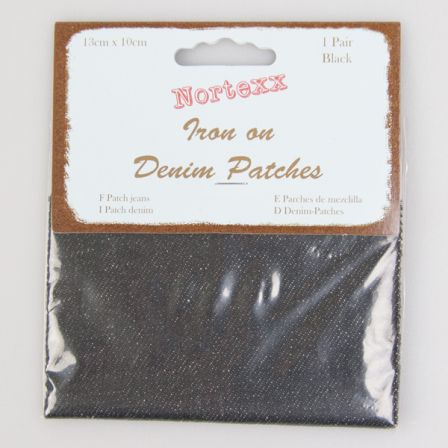 13cm x 10cm
1 Pair
Black
Nortexx
Iron on
Denim Patches
F Patch jeans
I Patch denim
E Parches de mezclilla
D Denim-Patches